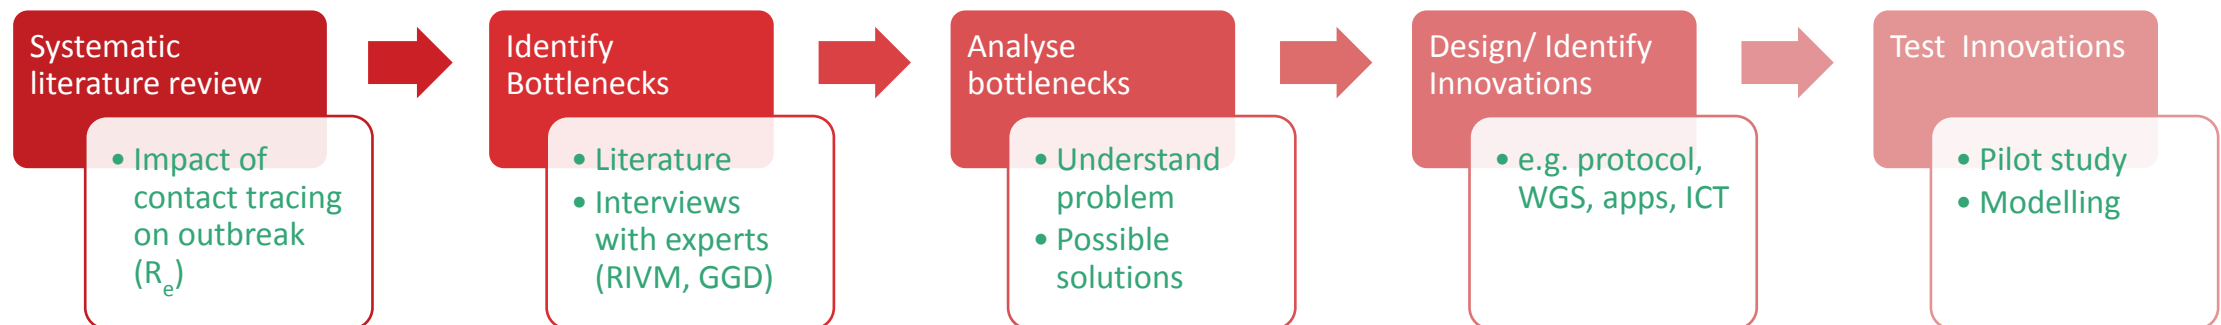 Systematic
literature review
• Impact of
contact tracing
on outbreak
(Re)
Identify
Bottlenecks
• Literature
• Interviews
with experts
(RIVM, GGD)
Analyse
bottlenecks
• Understand
problem
• Possible
solutions
Design/ Identify
Innovations
• e.g. protocol,
WGS, apps, ICT
Test  Innovations
• Pilot study
• Modelling